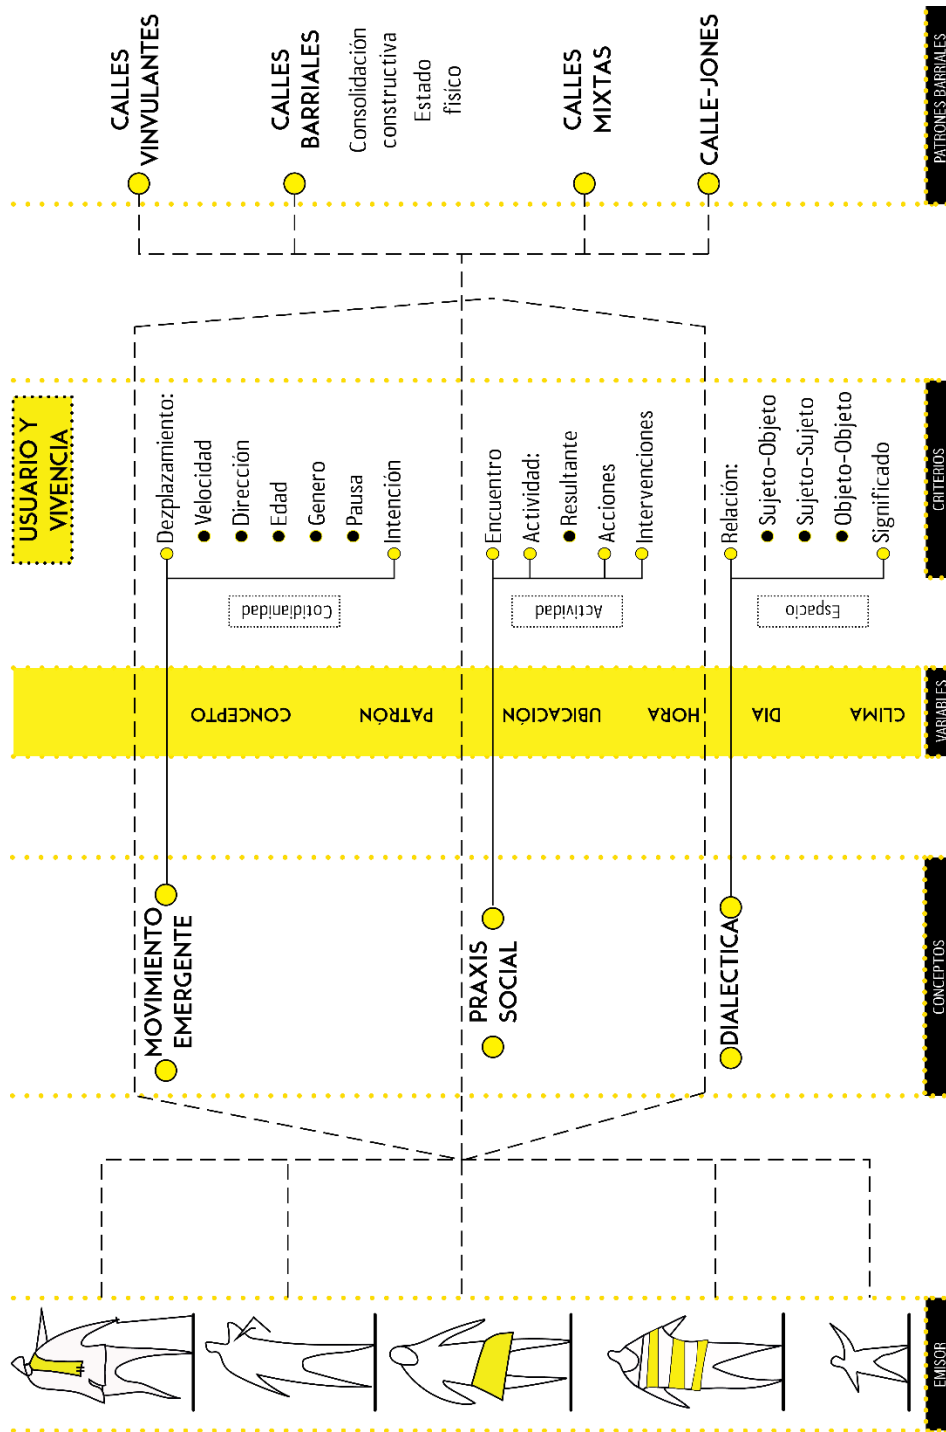 USUARIO Y
VIVENCIA
EMISOR
CONCEPTOS
MOVIMIENTO
EMERGENTE
PRAXIS
SOCIAL
DIALECTICA
VARIABLES
CONCEPTO
PATRÓN
UBICACIÓN
HORA
DIA
CLIMA
CRITERIOS
Cotidianidad
Dezplazamiento:
Velocidad
Dirección
Edad
Genero
Pausa
Intención
Actividad
Encuentro
Actividad:
Resultante
Acciones
Intervenciones
Espacio
Relación:
Sujeto-Objeto
Sujeto-Sujeto
Objeto-Objeto
Significado
PATRONES BARRIALES
CALLES
VINVULANTES
CALLES
BARRIALES
Consolidación
constructiva
Estado
físico
CALLES
MIXTAS
CALLE-JONES